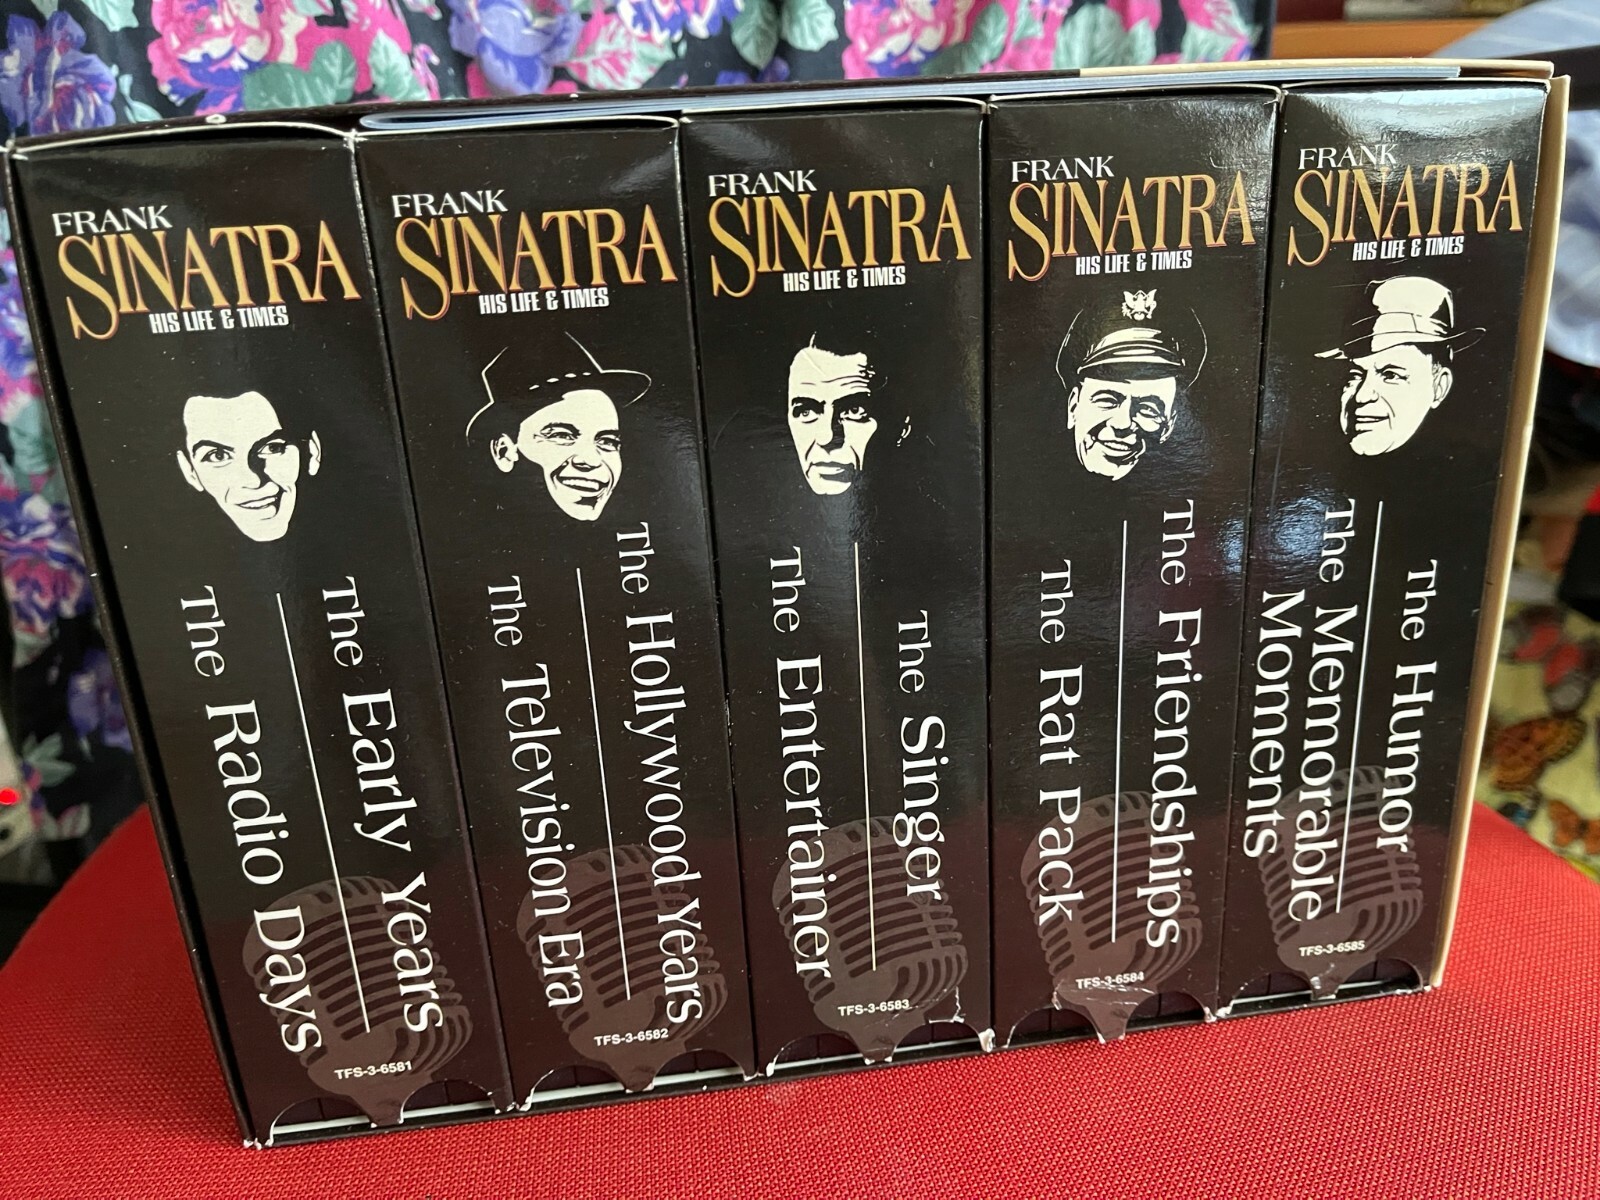 FRANK
SINATRA
HIS LIFE & TIMES
The Early Years
The Radio Days
TFS-3-6581
FRANK
SINATRA
HIS LIFE & TIMES
The Hollywood Years
The Television Era
TFS-3-6582
FRANK
SINATRA
HIS LIFE & TIMES
The Singer
The Entertainer
TFS-3-6583
FRANK
SINATRA
HIS LIFE & TIMES
The Friendships
The Rat Pack
TFS-3-6584
FRANK
SINATRA
HIS LIFE & TIMES
The Humor
The Memorable
Moments
TFS-3-6585